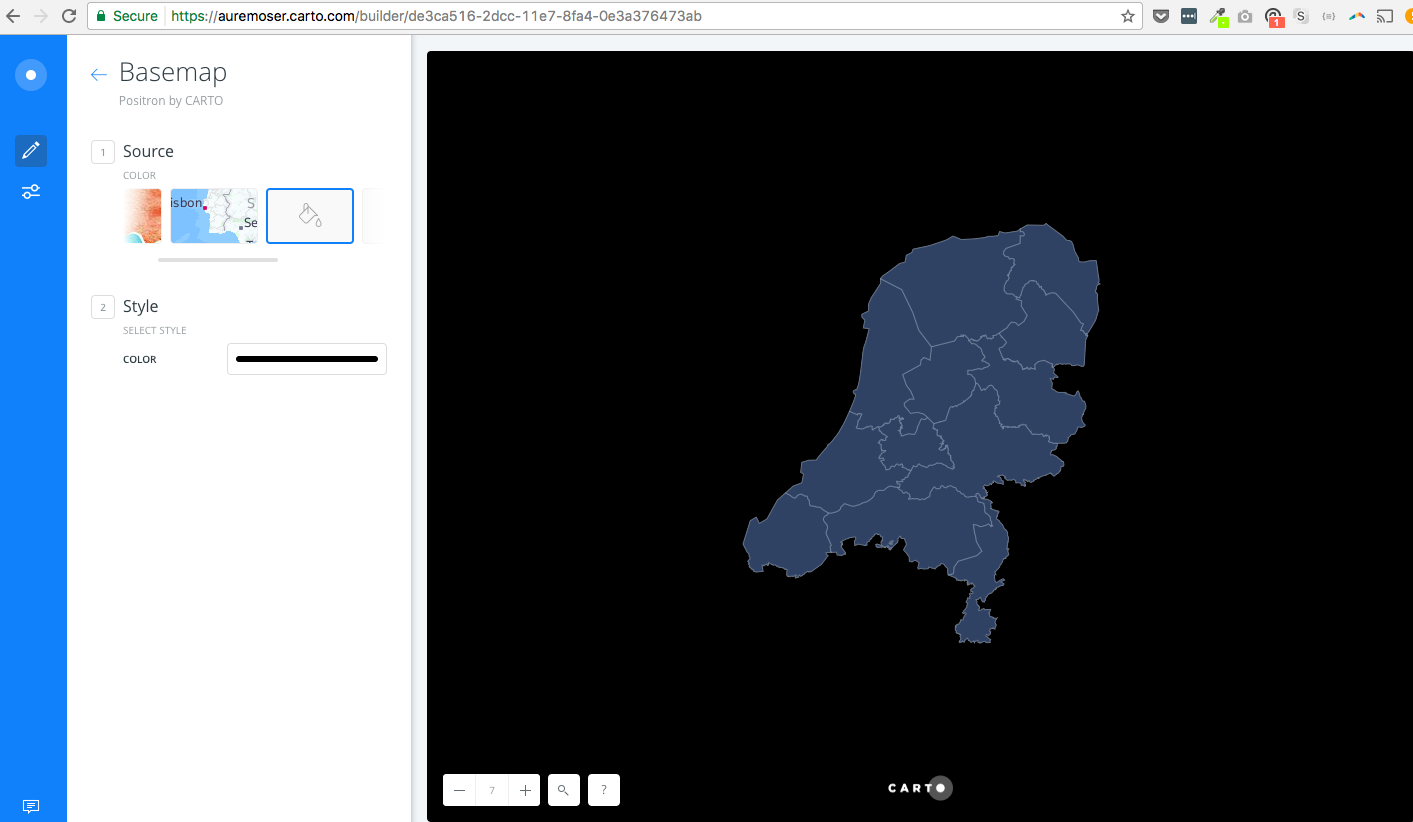 Secure https://auremoser.carto.com/builder/de3ca516-2dcc-11e7-8fa4-0e3a376473ab
1
S
{=}
Basemap
Positron by CARTO
1 Source
COLOR
isbon
S
Se
2 Style
SELECT STYLE
COLOR
7
?
CARTO